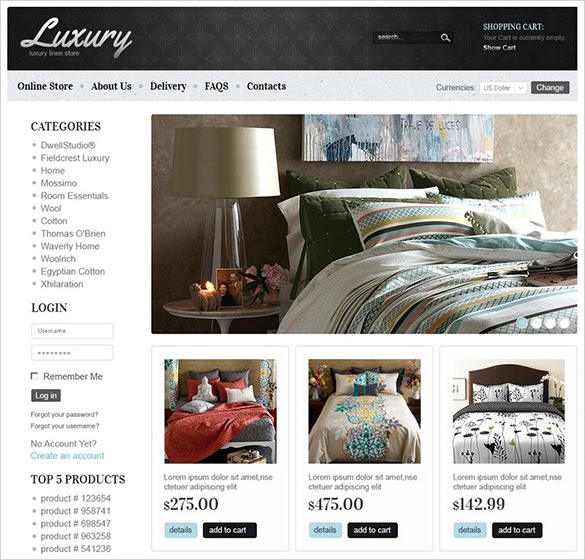 Luxury
luxury linen store
search...
SHOPPING CART:
Your Cart is currently empty.
Show Cart
Online Store
About Us
Delivery
FAQS
Contacts
Currencies:
US Dollar
Change
CATEGORIES
DwellStudio®
Fieldcrest Luxury
Home
Mossimo
Room Essentials
Wool
Cotton
Thomas O'Brien
Waverly Home
Woolrich
Egyptian Cotton
Xhilaration
LOGIN
Username
Remember Me
Log in
Forgot your password?
Forgot your username?
No Account Yet?
Create an account
TOP 5 PRODUCTS
product # 123654
product # 958741
product # 698547
product # 963258
product # 541236
TRAJE DE LUCES
Lorem ipsum dolor sit amet,nse
ctetuer adipiscing elit
$275.00
details
add to cart
Lorem ipsum dolor sit amet,nse
ctetuer adipiscing elit
$475.00
details
add to cart
Lorem ipsum dolor sit amet,nse
ctetuer adipiscing elit
$142.99
details
add to cart